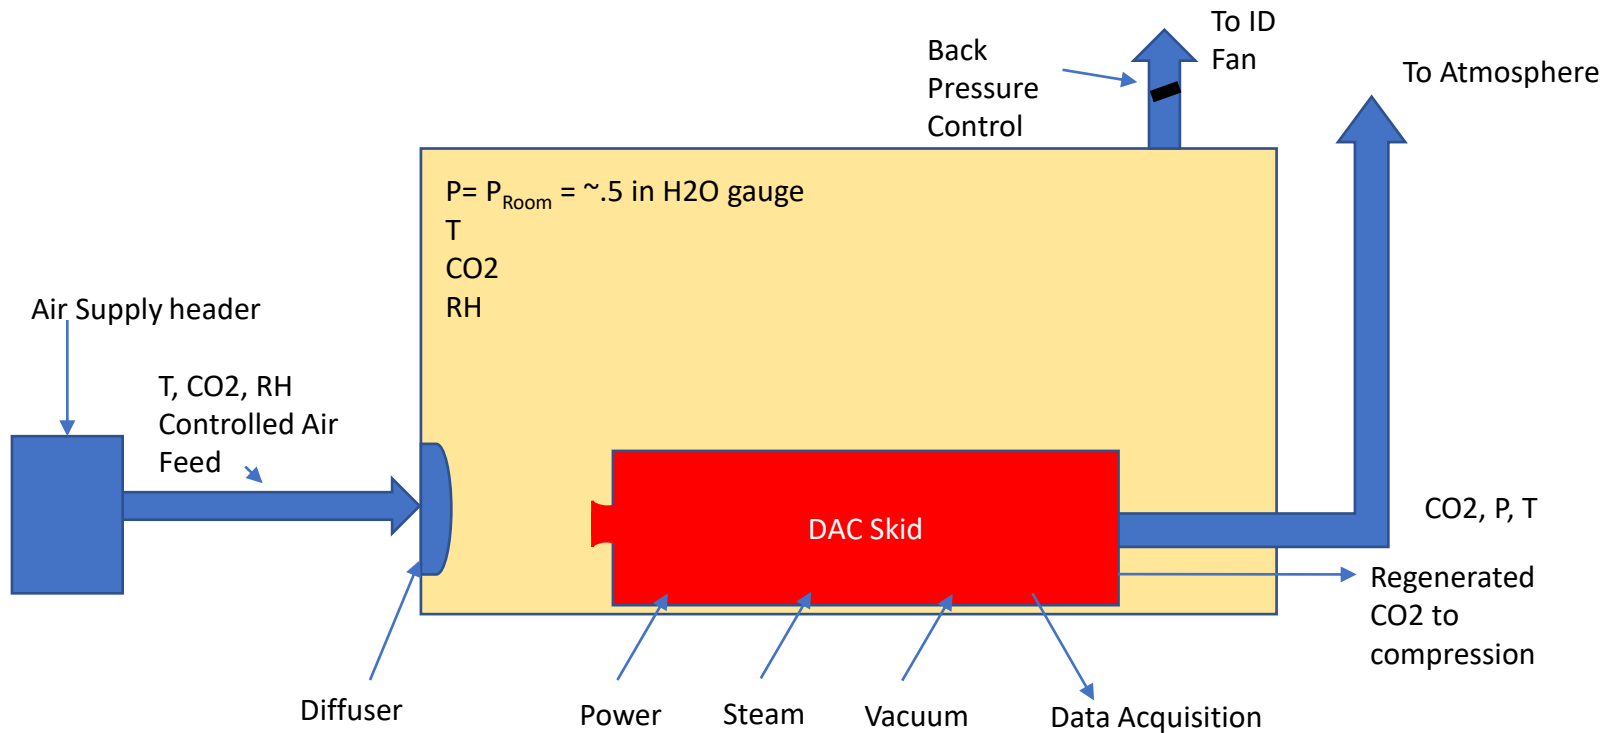 To ID
Fan
Back
Pressure
Control
To Atmosphere
P= PRoom = ~.5 in H2O gauge
T
CO2
RH
Air Supply header
T, CO2, RH
Controlled Air
Feed
DAC Skid
CO2, P, T
Regenerated
CO2 to
compression
Diffuser
Power
Steam
Vacuum
Data Acquisition